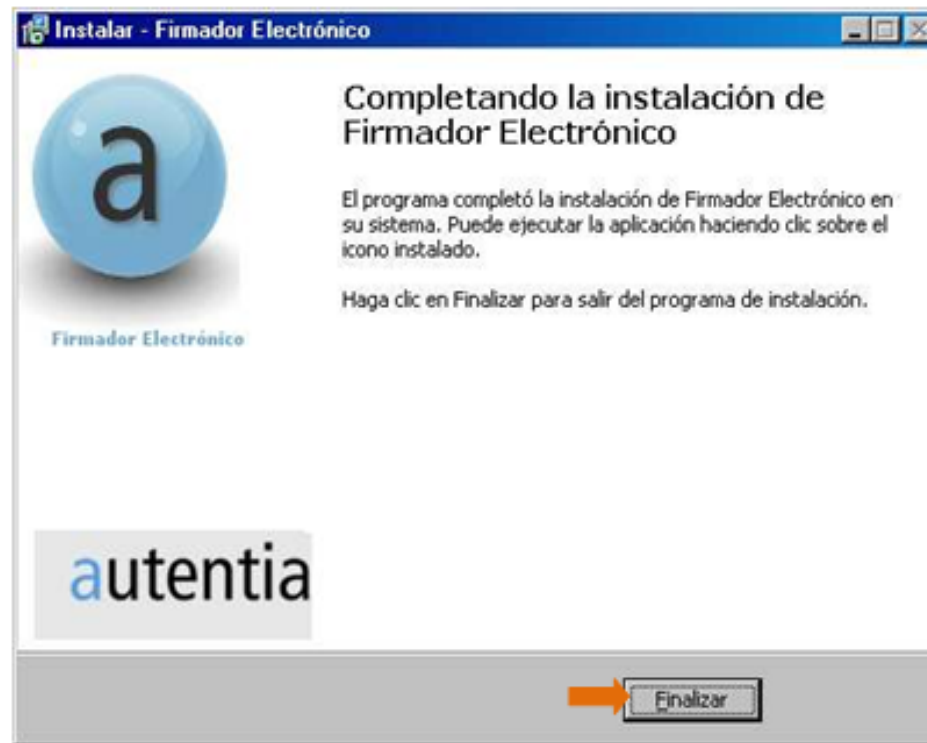 Instalar - Firmador Electrónico
a
Completando la instalación de
Firmador Electrónico
El programa completó la instalación de Firmador Electrónico en
su sistema. Puede ejecutar la aplicación haciendo clic sobre el
icono instalado.
Haga clic en Finalizar para salir del programa de instalación.
Firmador Electrónico
autentia
Finalizar